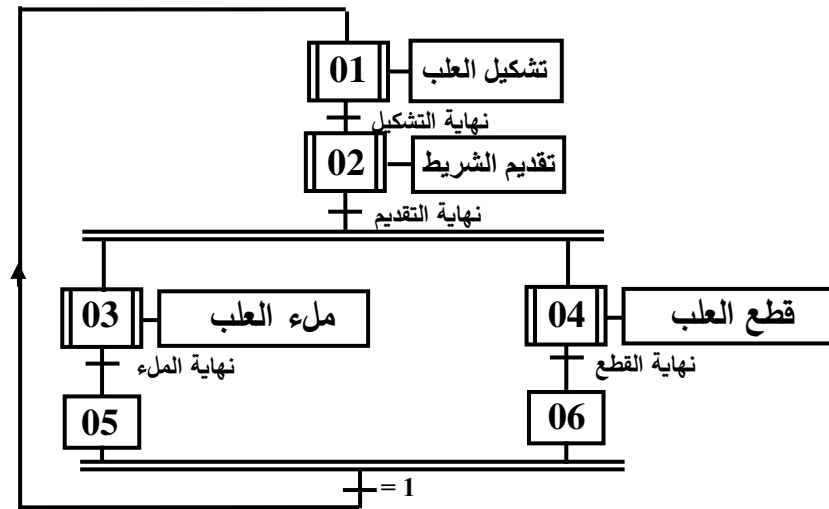 01
تشكيل العلب
نهاية التشكيل
02
تقديم الشريط
نهاية التقديم
03
ملء العلب
04
قطع العلب
نهاية الملء
نهاية القطع
05
06
= 1